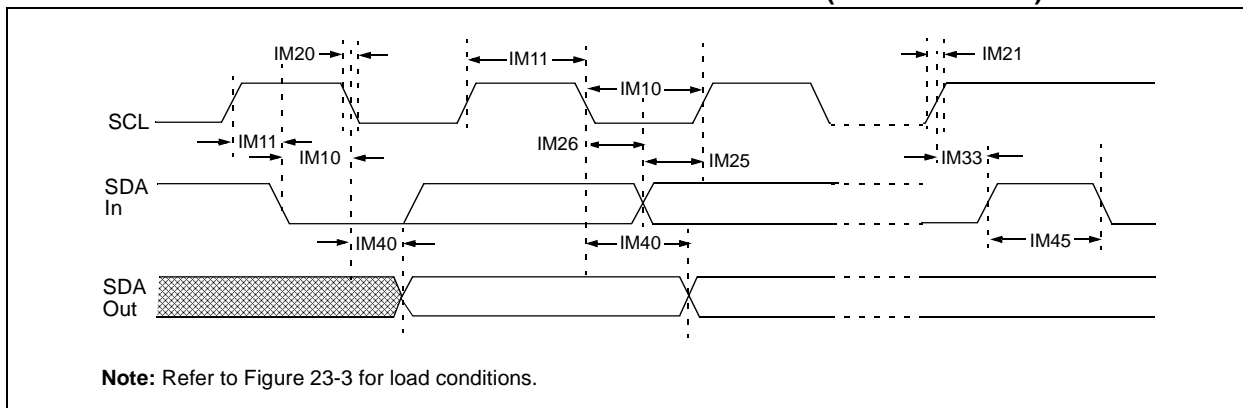 IM20
IM11
IM21
IM10
SCL
IM11
IM26
IM10
IM25
IM33
SDA
In
IM40
IM40
IM45
SDA
Out
Note: Refer to Figure 23-3 for load conditions.